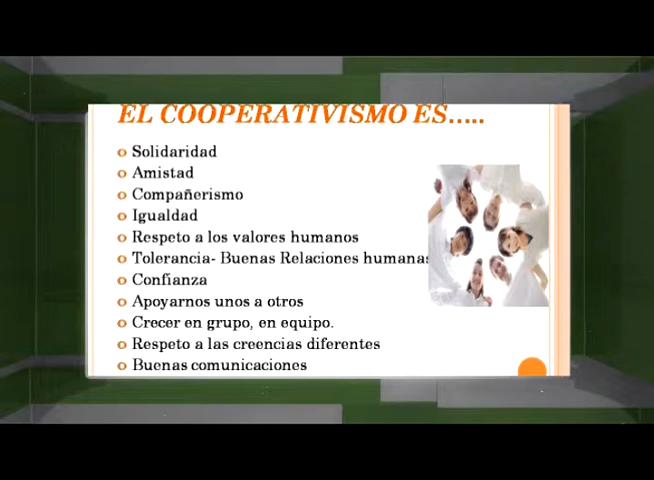 EL COOPERATIVISMO ES…..
Solidaridad
Amistad
Compañerismo
Igualdad
Respeto a los valores humanos
Tolerancia- Buenas Relaciones humanas
Confianza
Apoyarnos unos a otros
Crecer en grupo, en equipo.
Respeto a las creencias diferentes
Buenas comunicaciones